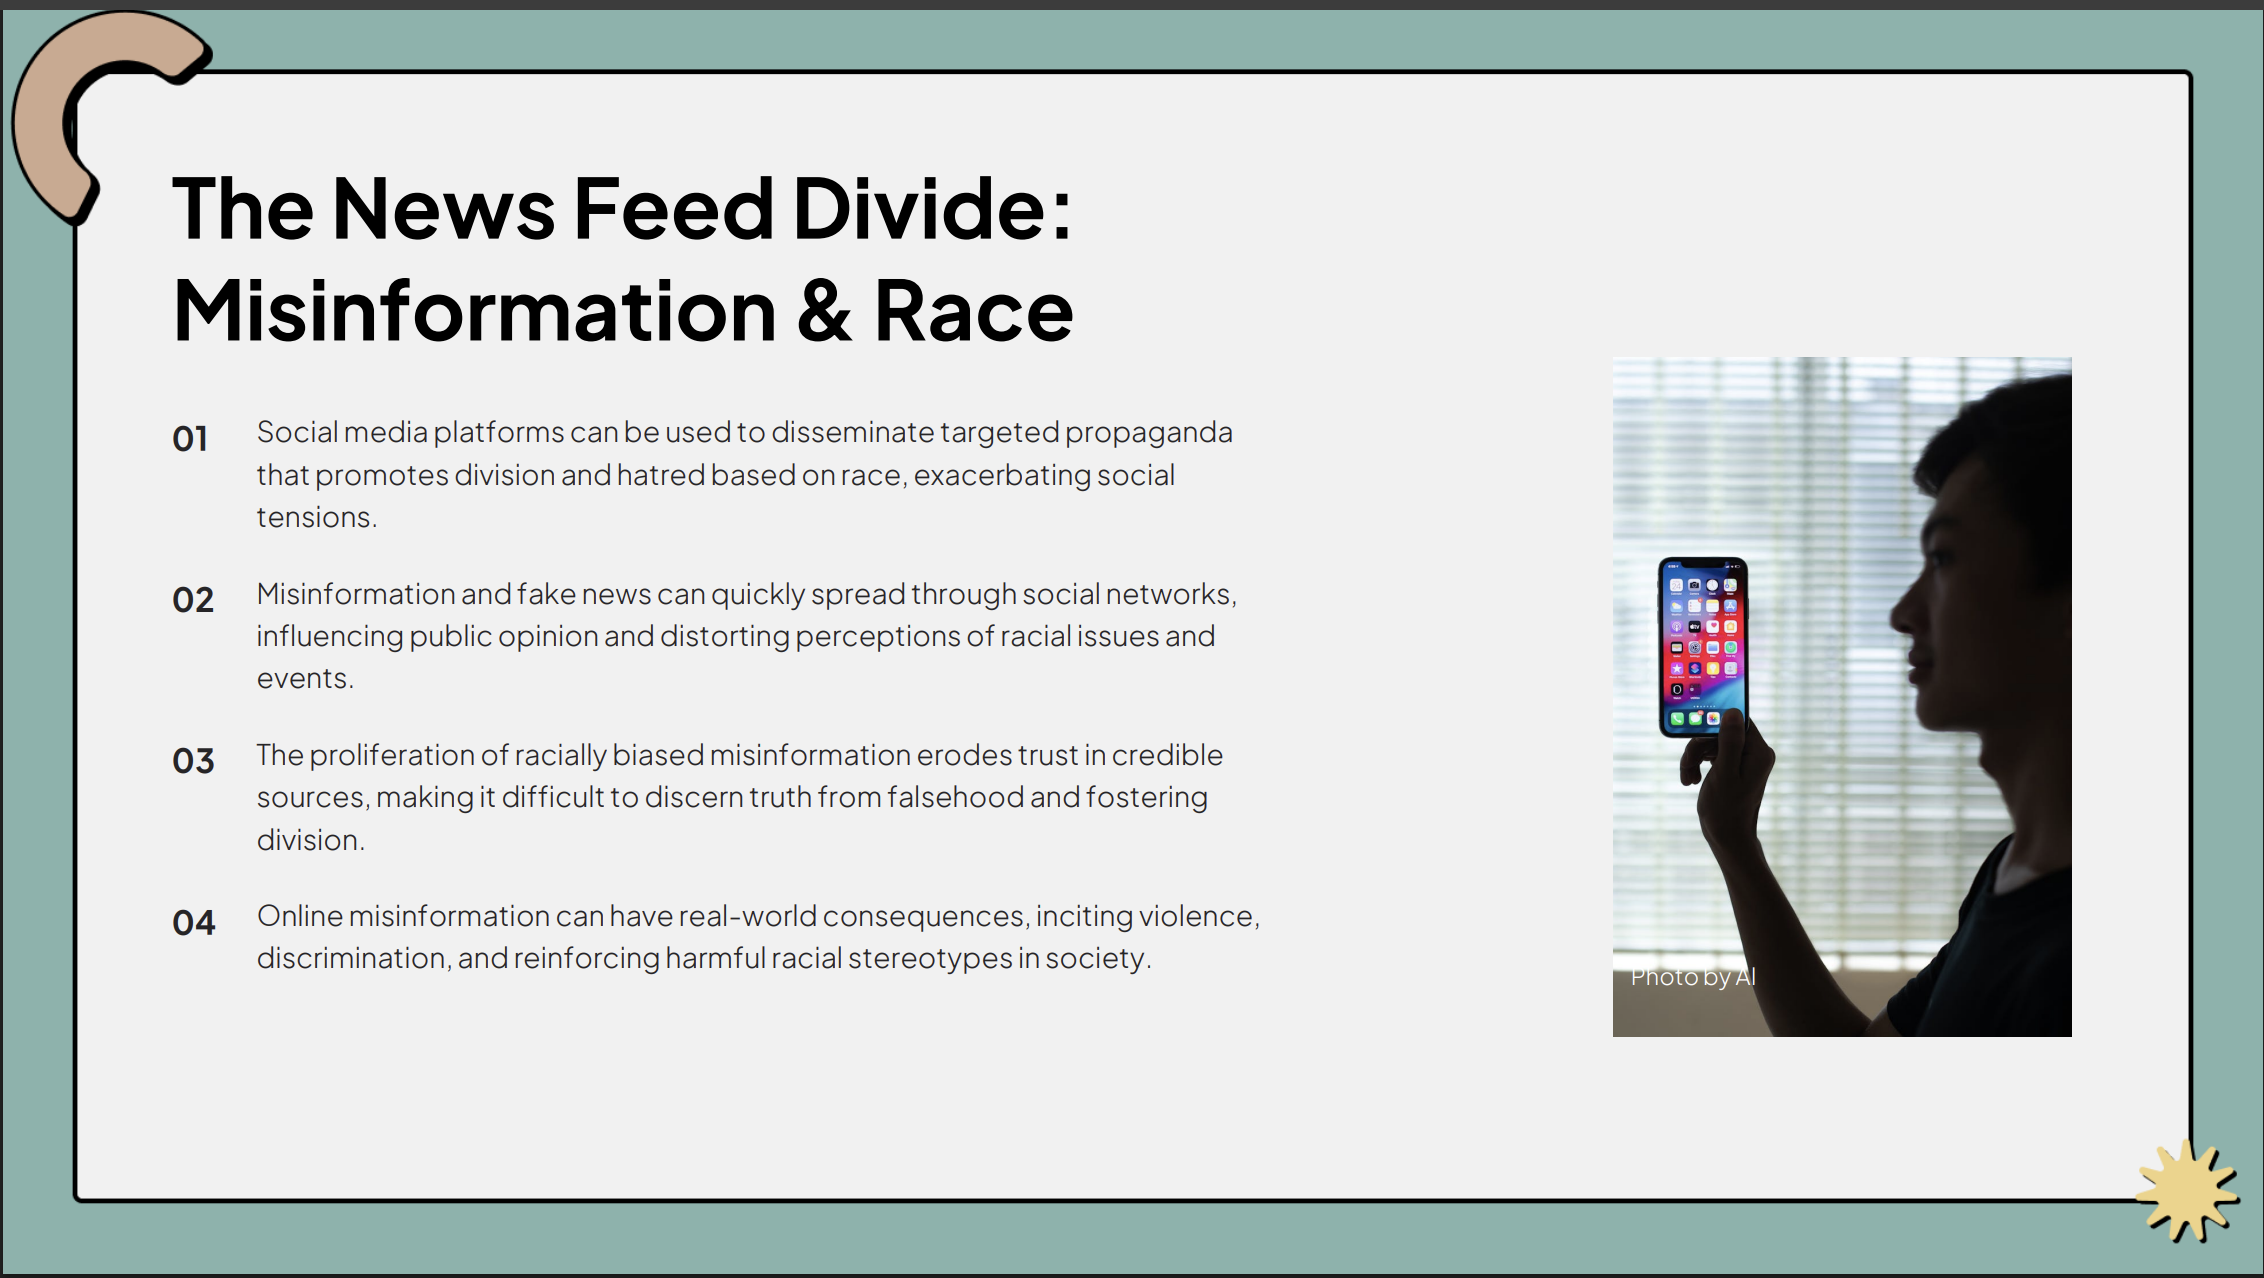 The News Feed Divide:
Misinformation & Race
01 Social media platforms can be used to disseminate targeted propaganda
that promotes division and hatred based on race, exacerbating social
tensions.
02 Misinformation and fake news can quickly spread through social networks,
influencing public opinion and distorting perceptions of racial issues and
events.
03 The proliferation of racially biased misinformation erodes trust in credible
sources, making it difficult to discern truth from falsehood and fostering
division.
04 Online misinformation can have real-world consequences, inciting violence,
discrimination, and reinforcing harmful racial stereotypes in society.
Photo by AI